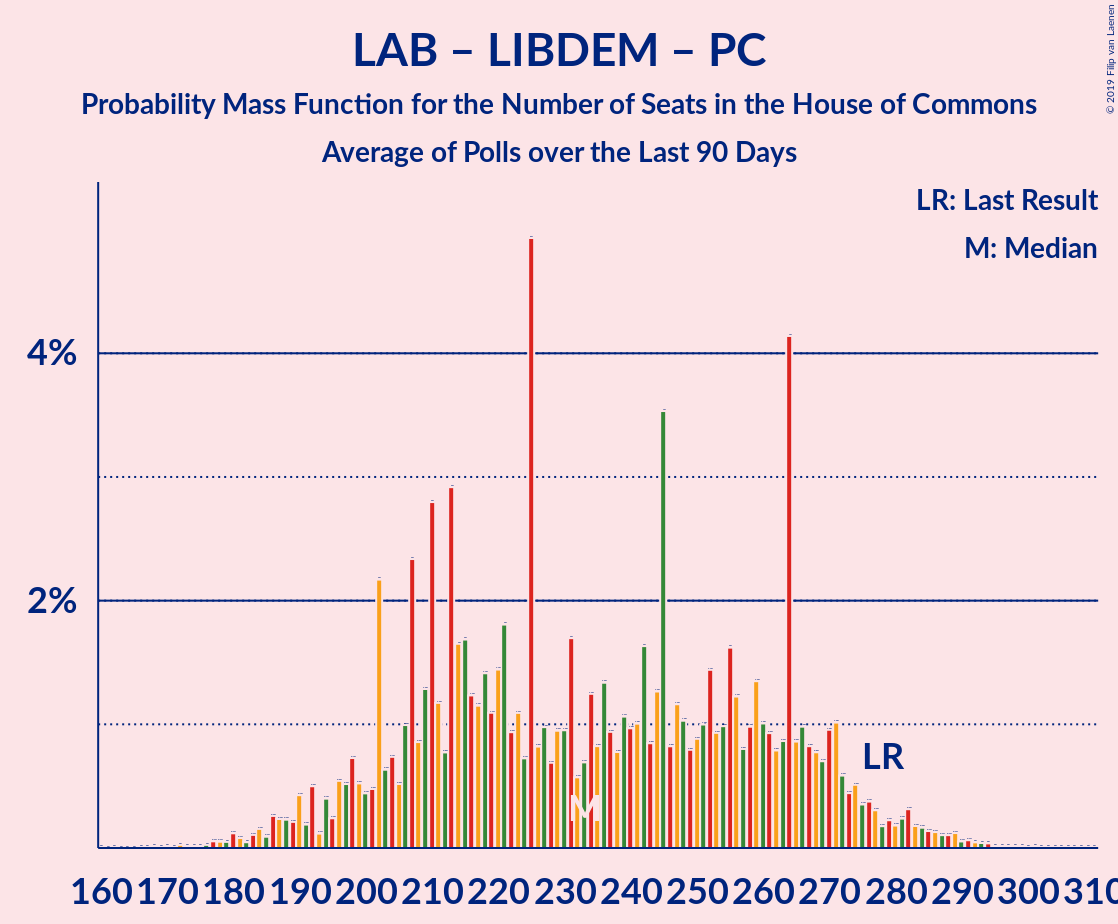 LAB – LIBDEM – PC
Probability Mass Function for the Number of Seats in the House of Commons
Average of Polls over the Last 90 Days
© 2019 Filip van Laenen
LR: Last Result
M: Median
4%
2%
LR
M
160 170 180 190 200 210 220 230 240 250 260 270 280 290 300 310